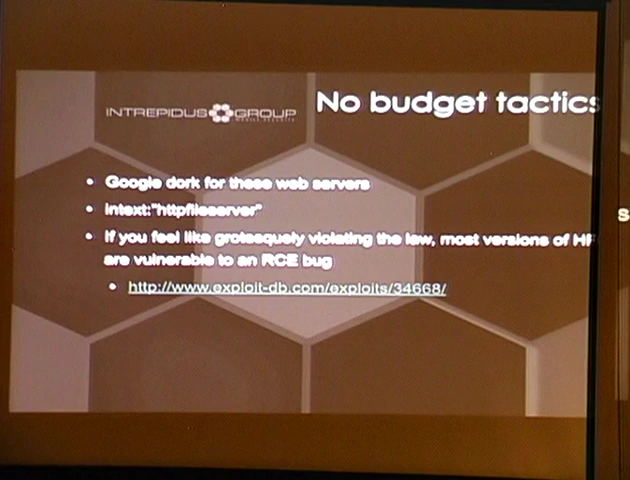 INTREPIDUS GROUP
No budget tactics
• Google dork for these web servers
• intext:"httpfileserver"
• If you feel like grotesquely violating the law, most versions of HF
are vulnerable to an RCE bug
• http://www.exploit-db.com/exploits/34668/
s